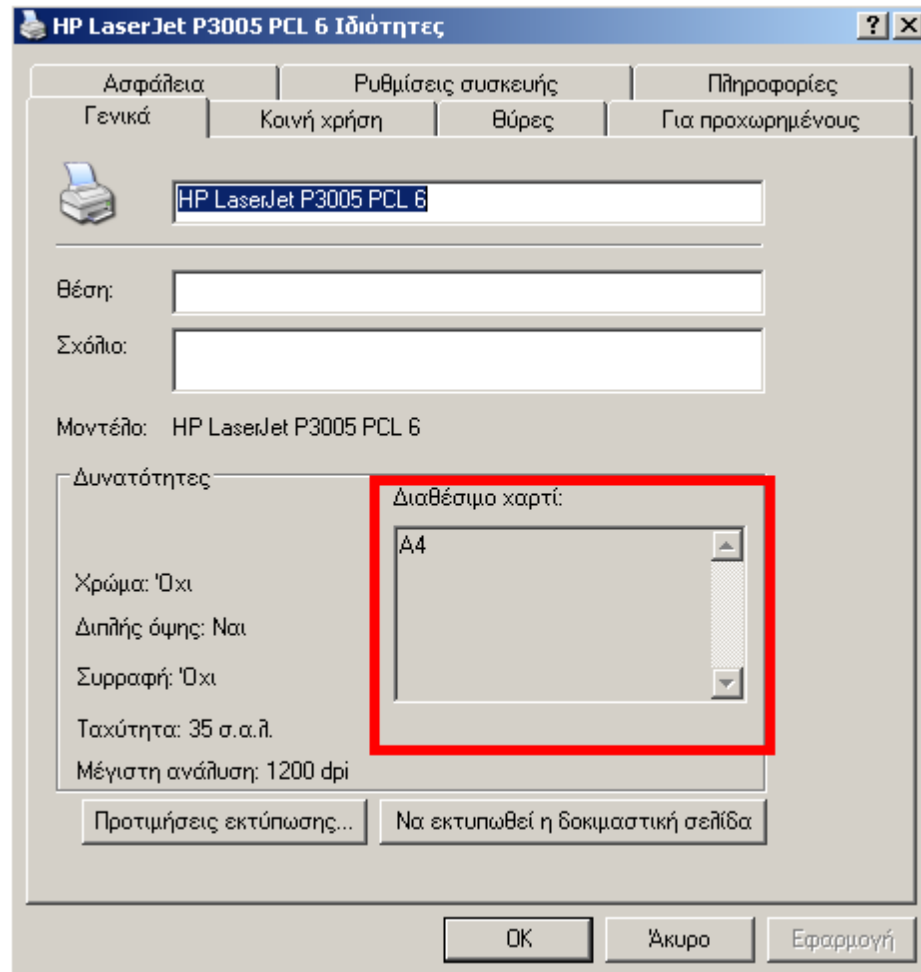 HP LaserJet P3005 PCL 6 Ιδιότητες
Ασφάλεια Ρυθμίσεις συσκευής Πληροφορίες
Γενικά Κοινή χρήση Θύρες Για προχωρημένους
HP LaserJet P3005 PCL 6
Θέση:
Σχόλιο:
Μοντέλο: HP LaserJet P3005 PCL 6
Δυνατότητες
Διαθέσιμο χαρτί:
A4
Χρώμα: Όχι
Διπλής όψης: Ναι
Συρραφή: Όχι
Ταχύτητα: 35 σ.α.λ.
Μέγιστη ανάλυση: 1200 dpi
Προτιμήσεις εκτύπωσης... Να εκτυπωθεί η δοκιμαστική σελίδα
OK Άκυρο Εφαρμογή